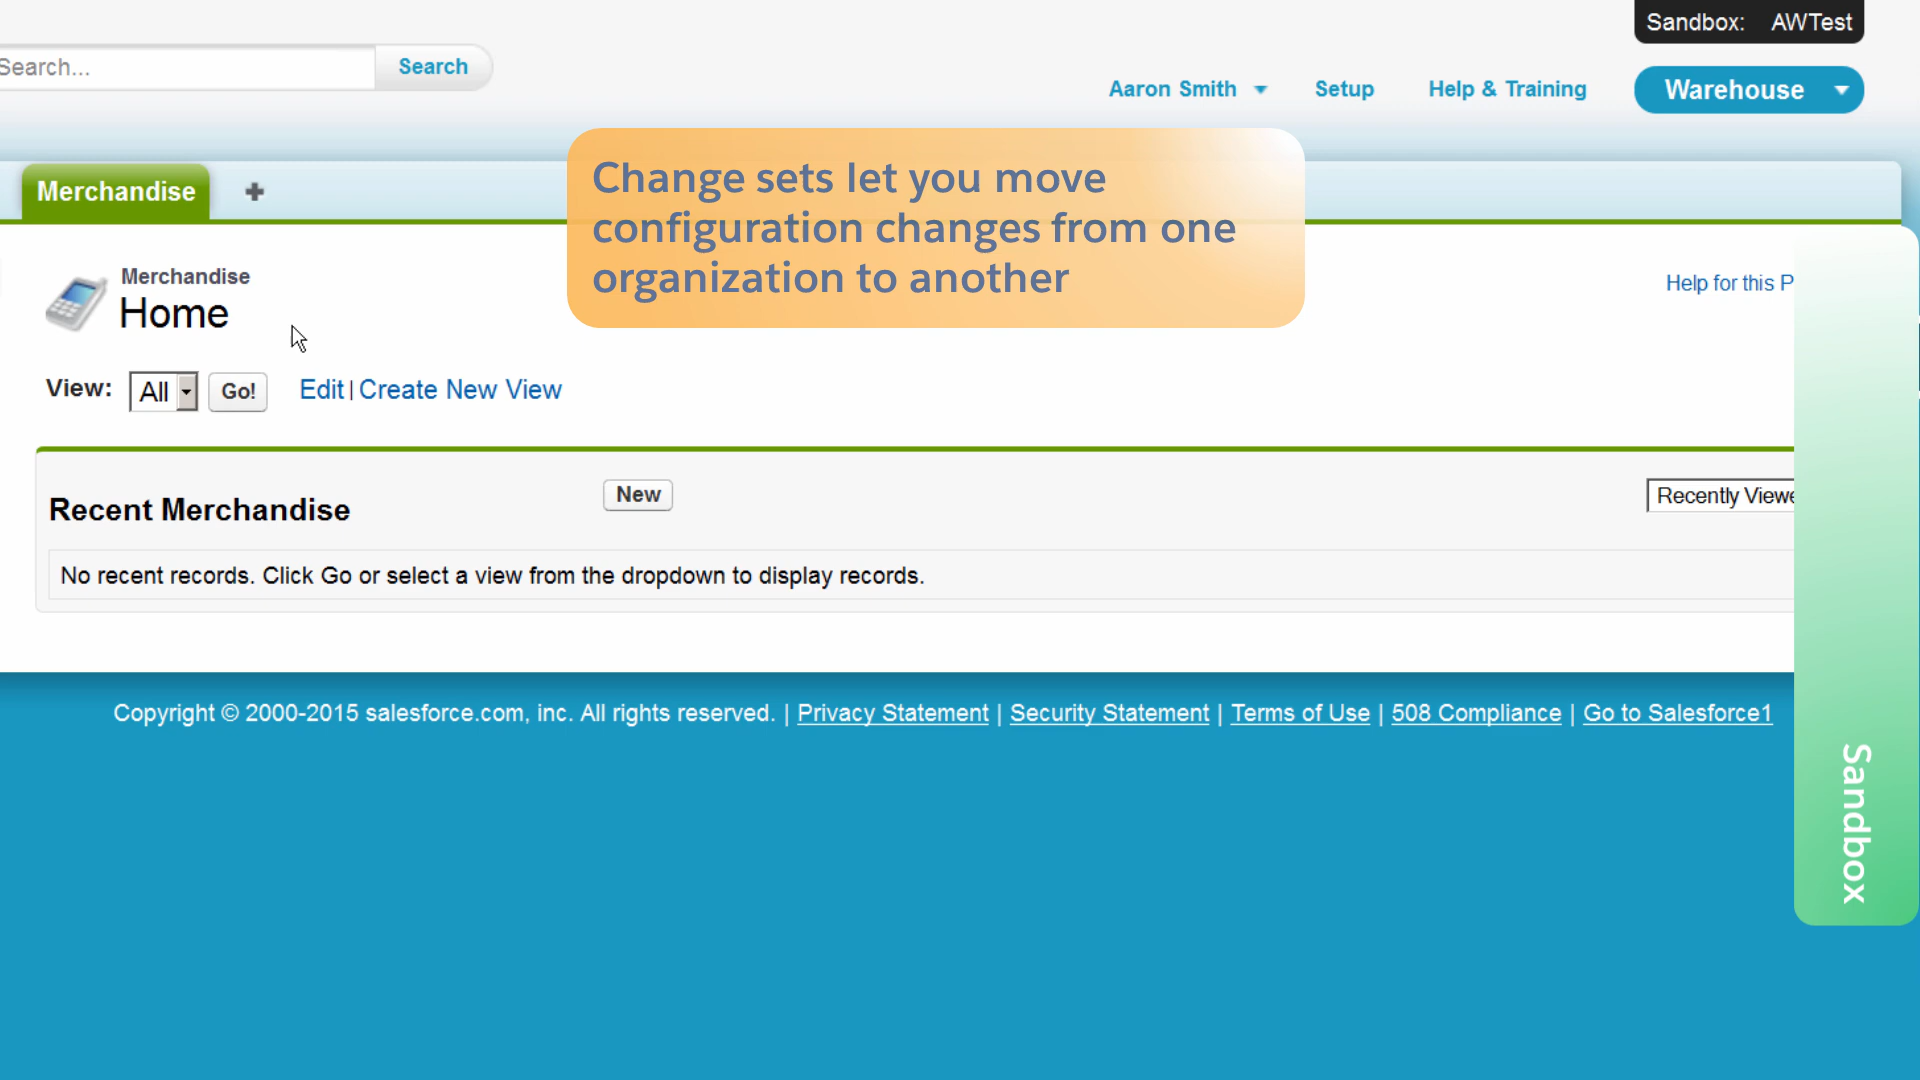 Sandbox: AWTest
Search...
Search
Aaron Smith
Setup
Help & Training
Warehouse
Merchandise
Change sets let you move
configuration changes from one
organization to another
Merchandise
Home
Help for this P
View:
All
Go!
Edit | Create New View
Recent Merchandise
New
Recently Viewe
No recent records. Click Go or select a view from the dropdown to display records.
Copyright © 2000-2015 salesforce.com, inc. All rights reserved. | Privacy Statement | Security Statement | Terms of Use | 508 Compliance | Go to Salesforce1
Sandbox